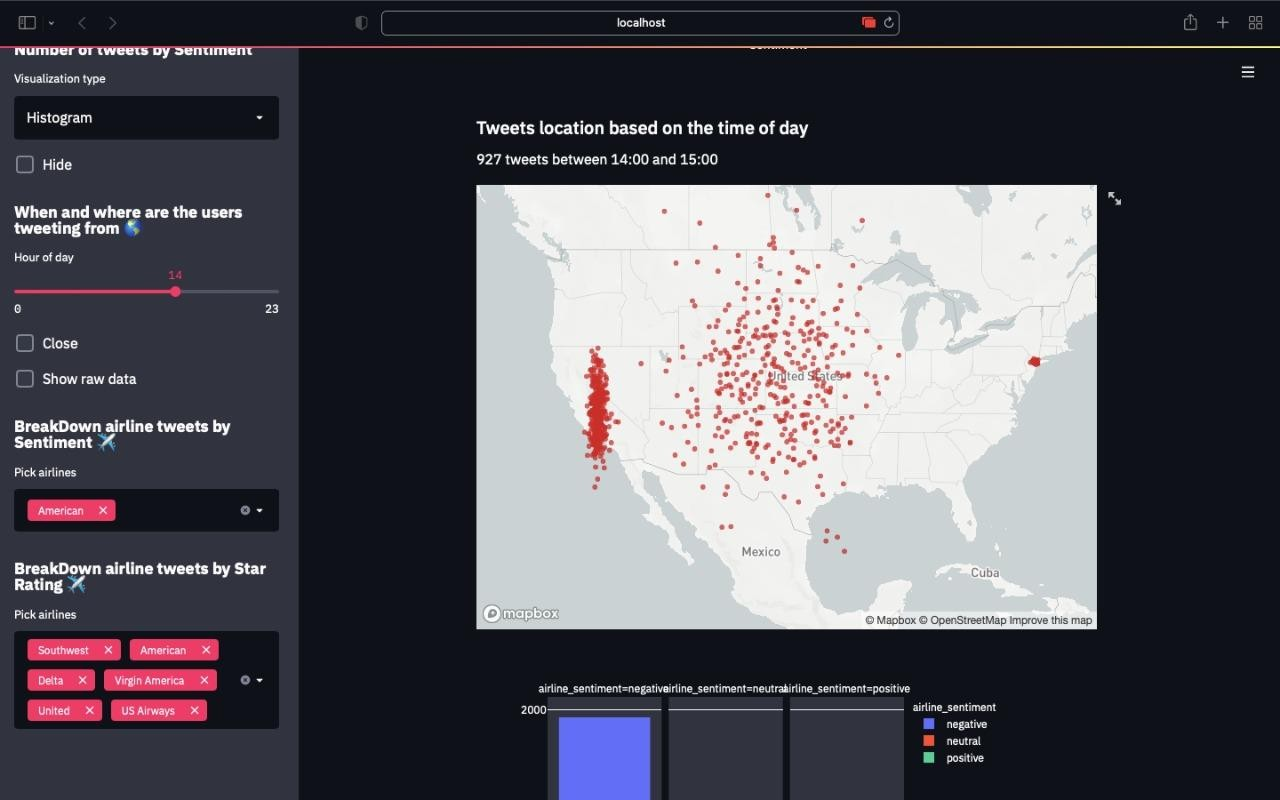 localhost
Number of tweets by Sentiment
Visualization type
Histogram
Hide
When and where are the users
tweeting from
Hour of day
14
0
23
Close
Show raw data
BreakDown airline tweets by
Sentiment
Pick airlines
American
BreakDown airline tweets by Star
Rating
Pick airlines
Southwest
American
Delta
Virgin America
United
US Airways
Tweets location based on the time of day
927 tweets between 14:00 and 15:00
United States
Mexico
Cuba
mapbox
© Mapbox © OpenStreetMap Improve this map
airline_sentiment=negative
airline_sentiment=neutral
airline_sentiment=positive
2000
airline_sentiment
negative
neutral
positive